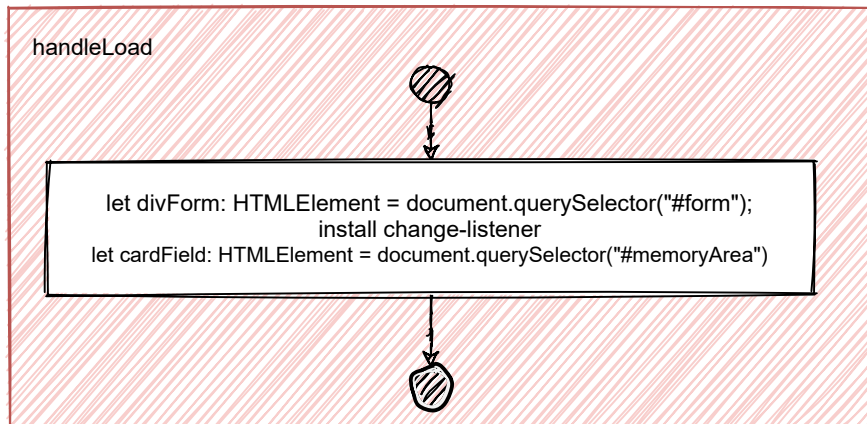 handleLoad
let divForm: HTMLElement = document.querySelector("#form");
install change-listener
let cardField: HTMLElement = document.querySelector("#memoryArea")